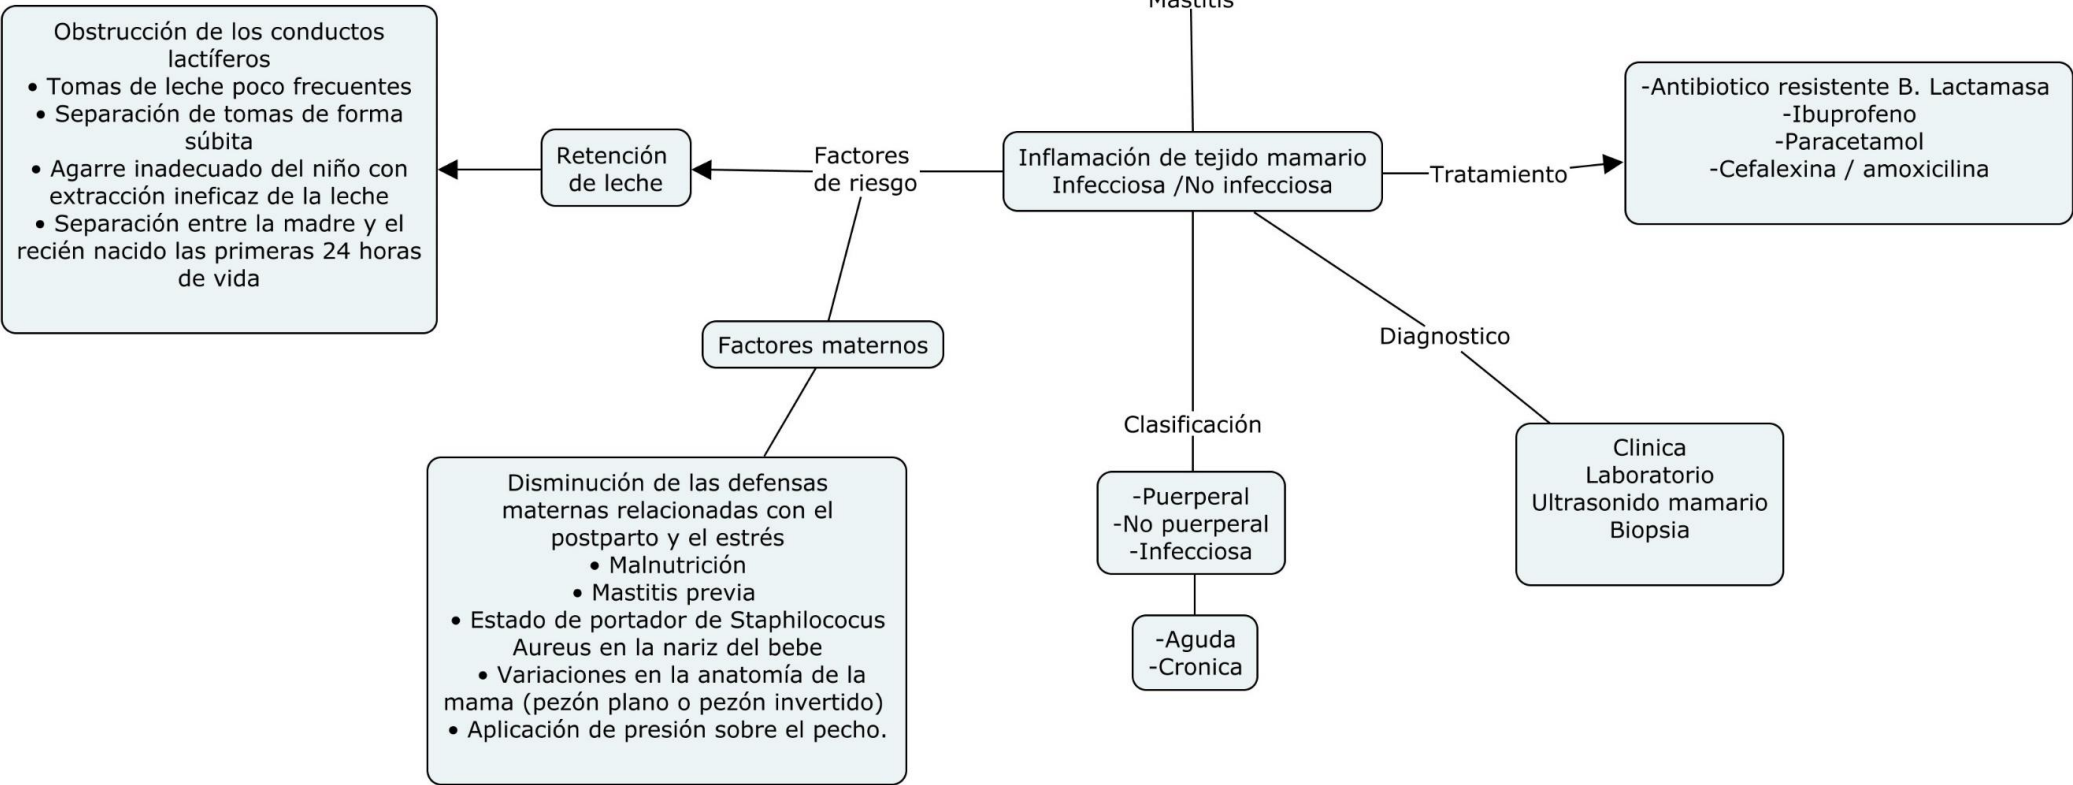 Mastitis
Obstrucción de los conductos
lactíferos
• Tomas de leche poco frecuentes
• Separación de tomas de forma
súbita
• Agarre inadecuado del niño con
extracción ineficaz de la leche
• Separación entre la madre y el
recién nacido las primeras 24 horas
de vida
Retención
de leche
Factores
de riesgo
Inflamación de tejido mamario
Infecciosa /No infecciosa
Tratamiento
-Antibiotico resistente B. Lactamasa
-Ibuprofeno
-Paracetamol
-Cefalexina / amoxicilina
Factores maternos
Diagnostico
Clasificación
Disminución de las defensas
maternas relacionadas con el
postparto y el estrés
• Malnutrición
• Mastitis previa
• Estado de portador de Staphilococus
Aureus en la nariz del bebe
• Variaciones en la anatomía de la
mama (pezón plano o pezón invertido)
• Aplicación de presión sobre el pecho.
-Puerperal
-No puerperal
-Infecciosa
-Aguda
-Cronica
Clinica
Laboratorio
Ultrasonido mamario
Biopsia